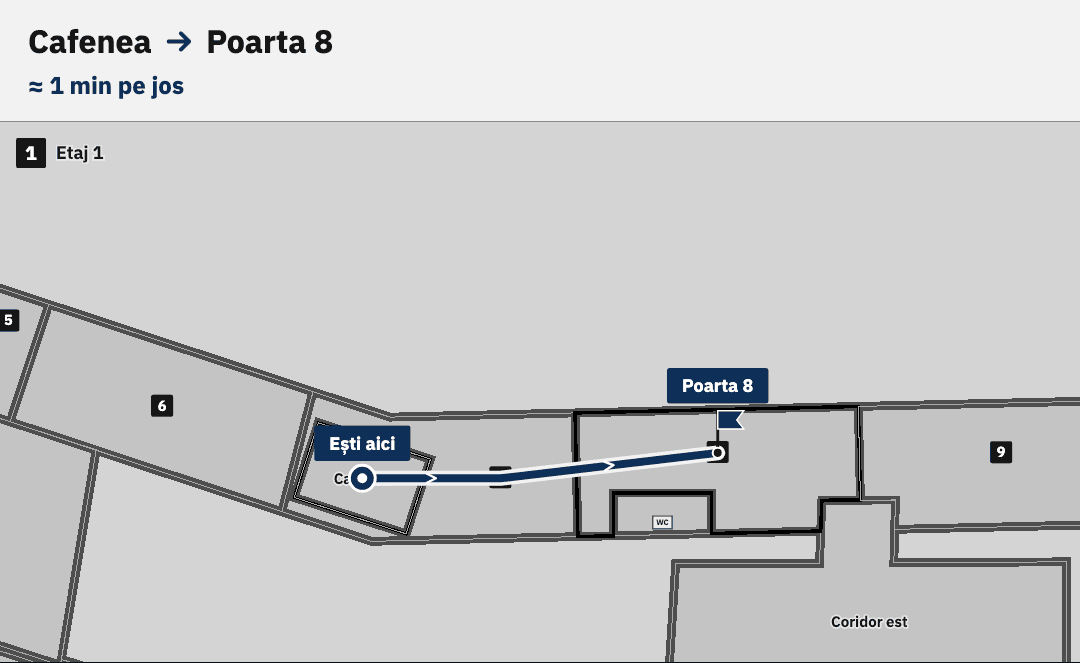 Cafenea → Poarta 8
≈ 1 min pe jos
1 Etaj 1
5
6
Poarta 8
Ești aici
9
WC
Coridor est